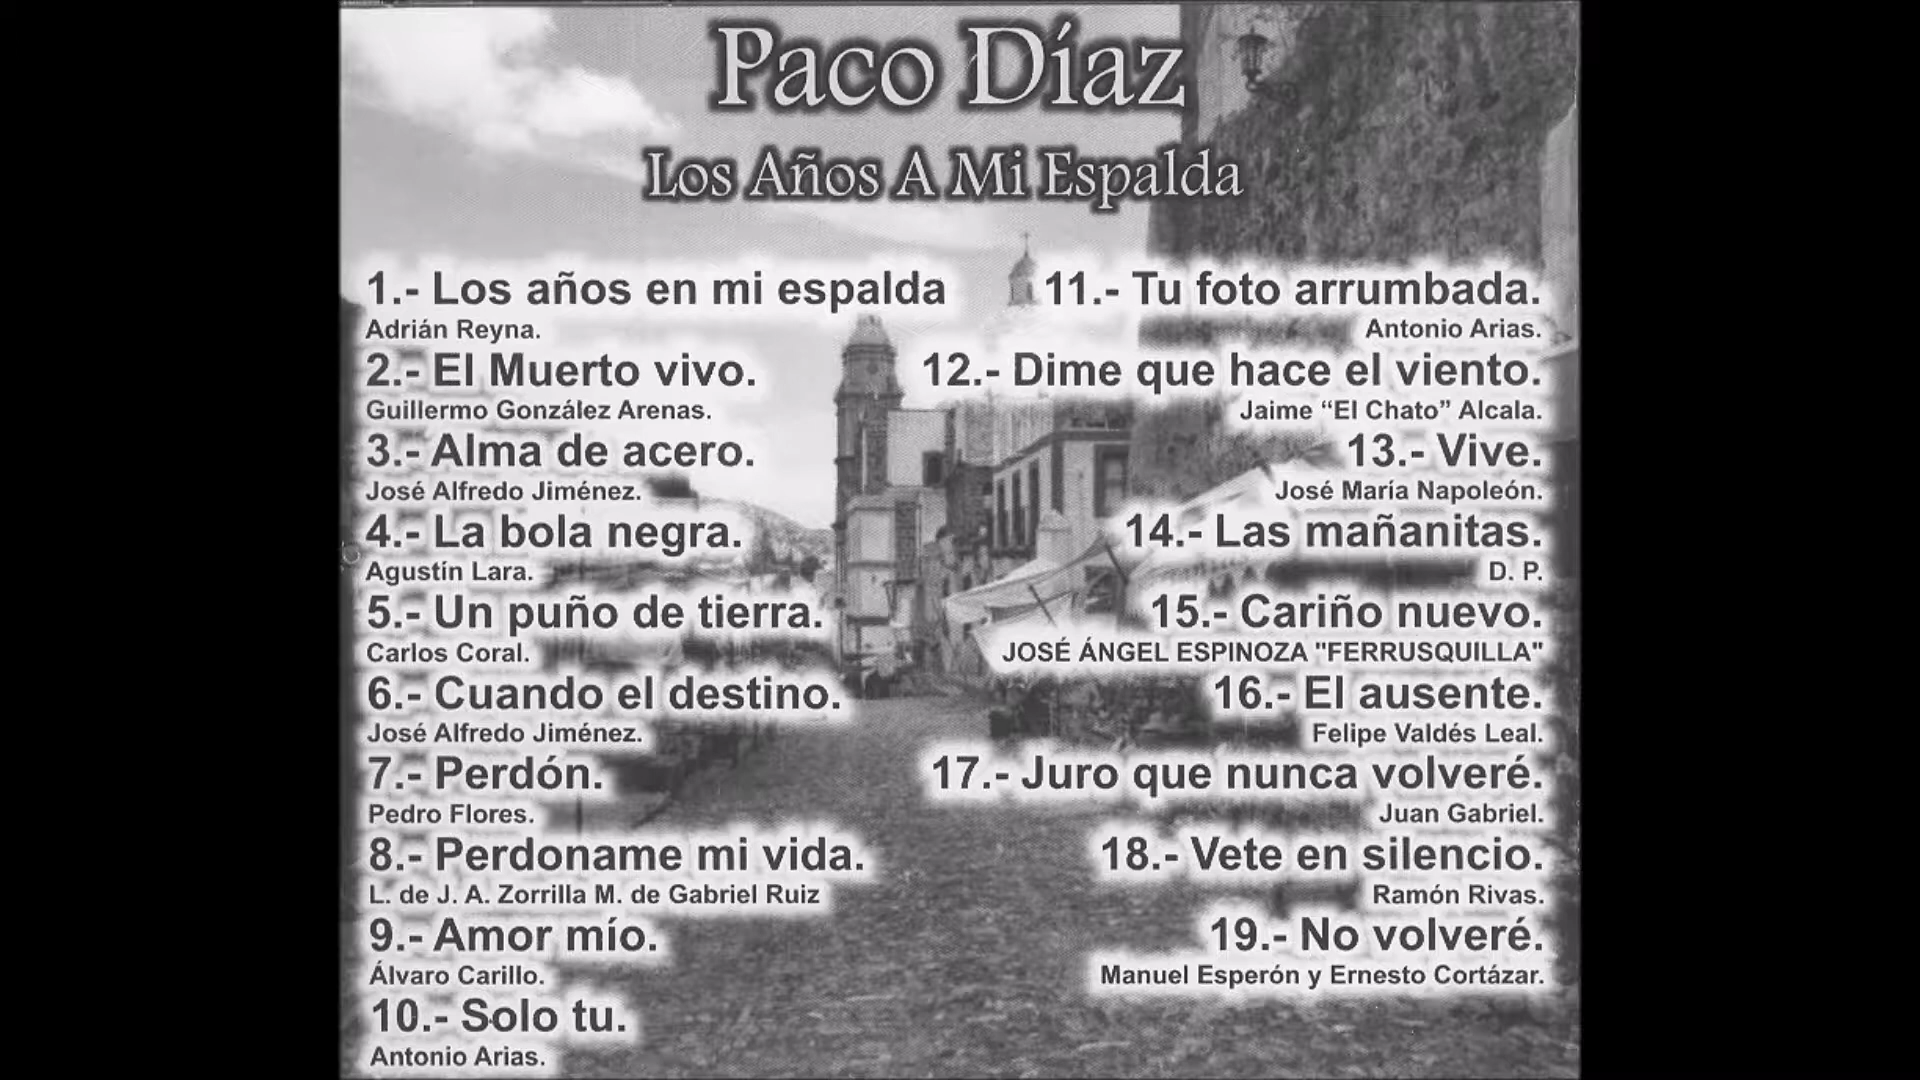 Paco Díaz
Los Años A Mi Espalda
1.- Los años en mi espalda
Adrián Reyna.
2.- El Muerto vivo.
Guillermo González Arenas.
3.- Alma de acero.
José Alfredo Jiménez.
4.- La bola negra.
Agustín Lara.
5.- Un puño de tierra.
Carlos Coral.
6.- Cuando el destino.
José Alfredo Jiménez.
7.- Perdón.
Pedro Flores.
8.- Perdoname mi vida.
L. de J. A. Zorrilla M. de Gabriel Ruiz
9.- Amor mío.
Álvaro Carillo.
10.- Solo tu.
Antonio Arias.
11.- Tu foto arrumbada.
Antonio Arias.
12.- Dime que hace el viento.
Jaime “El Chato” Alcala.
13.- Vive.
José María Napoleón.
14.- Las mañanitas.
D. P.
15.- Cariño nuevo.
JOSÉ ÁNGEL ESPINOZA "FERRUSQUILLA"
16.- El ausente.
Felipe Valdés Leal.
17.- Juro que nunca volveré.
Juan Gabriel.
18.- Vete en silencio.
Ramón Rivas.
19.- No volveré.
Manuel Esperón y Ernesto Cortázar.